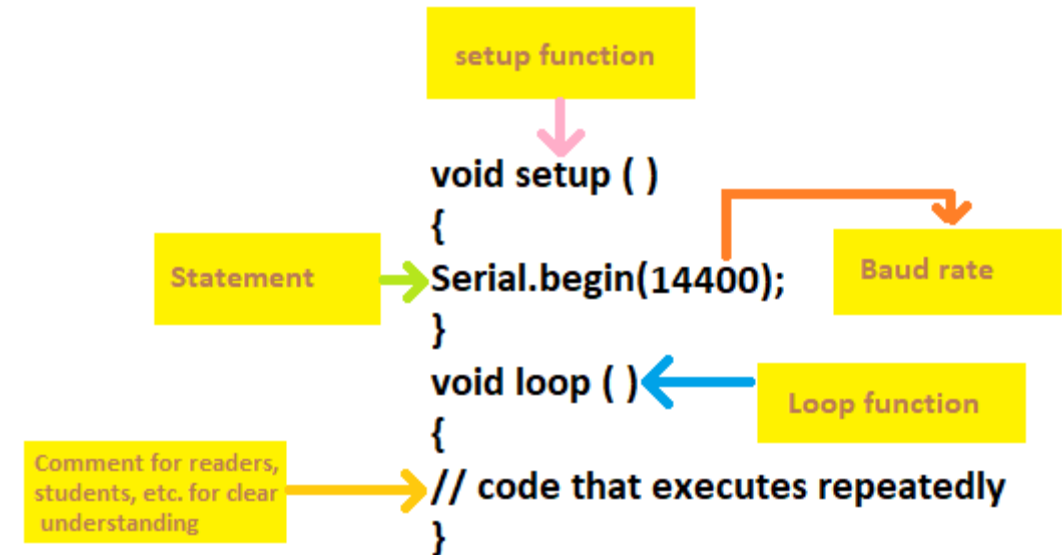 setup function
void setup ( )
{
Statement
Serial.begin(14400);
Baud rate
}
void loop ( )
Loop function
{
Comment for readers,
students, etc. for clear
understanding
// code that executes repeatedly
}